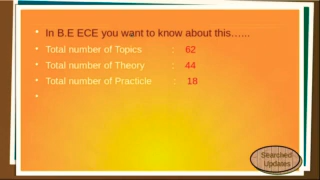 In B.E ECE you want to know about this…...
Total number of Topics : 62
Total number of Theory : 44
Total number of Practicle : 18
Searched
Updates